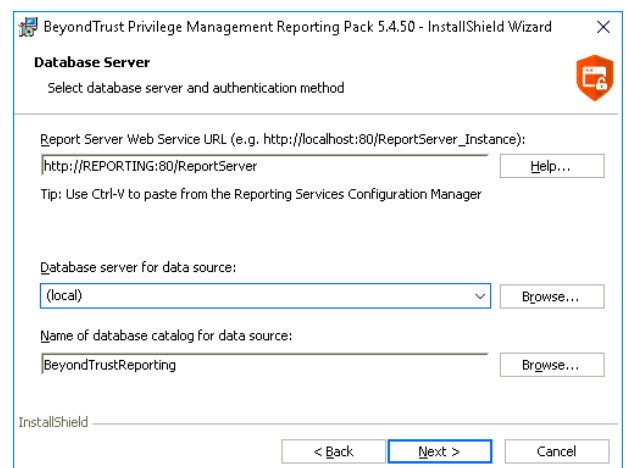 BeyondTrust Privilege Management Reporting Pack 5.4.50 - InstallShield Wizard
Database Server
Select database server and authentication method
Report Server Web Service URL (e.g. http://localhost:80/ReportServer_Instance):
http://REPORTING:80/ReportServer
Help...
Tip: Use Ctrl-V to paste from the Reporting Services Configuration Manager
Database server for data source:
(local)
Browse...
Name of database catalog for data source:
BeyondTrustReporting
Browse...
InstallShield
< Back
Next >
Cancel